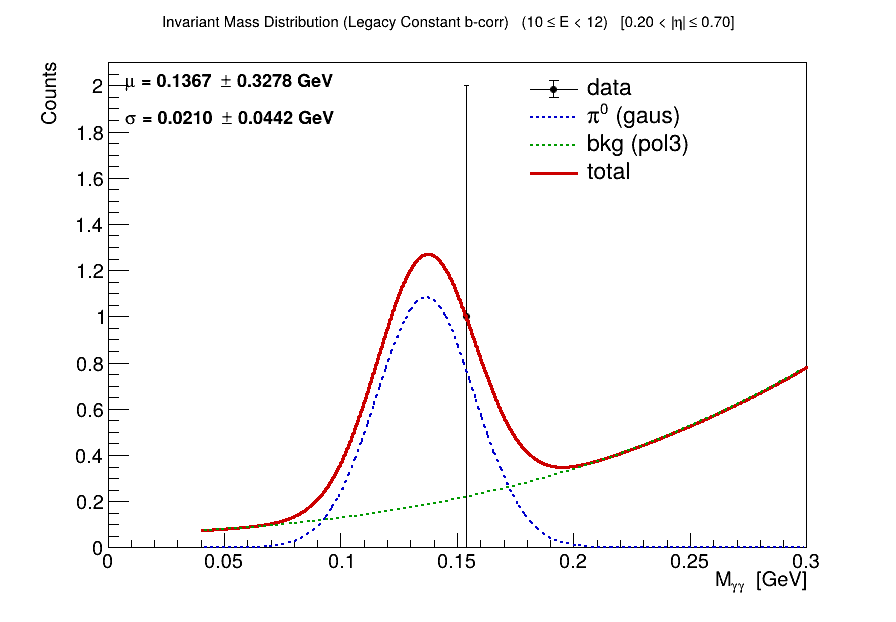 Invariant Mass Distribution (Legacy Constant b-corr) (10 ≤ E < 12) [0.20 < |η| ≤ 0.70]
Counts
μ = 0.1367 ± 0.3278 GeV
σ = 0.0210 ± 0.0442 GeV
data
π⁰ (gaus)
bkg (pol3)
total
2
1.8
1.6
1.4
1.2
1
0.8
0.6
0.4
0.2
0
0 0.05 0.1 0.15 0.2 0.25 0.3
Mγγ [GeV]